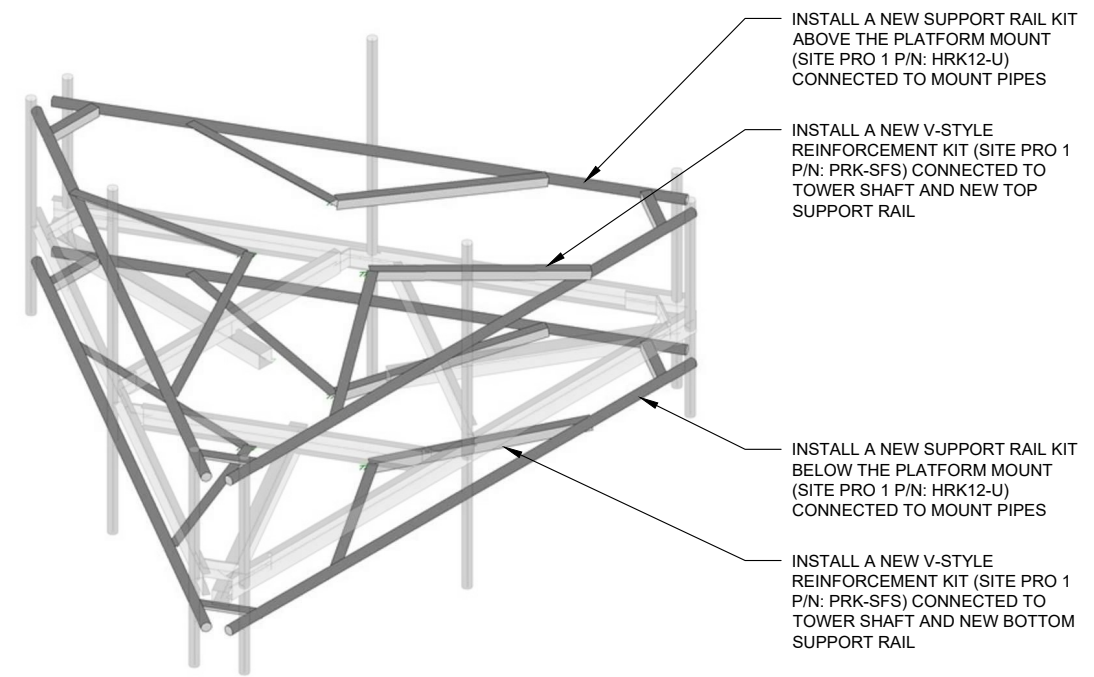 INSTALL A NEW SUPPORT RAIL KIT
ABOVE THE PLATFORM MOUNT
(SITE PRO 1 P/N: HRK12-U)
CONNECTED TO MOUNT PIPES
INSTALL A NEW V-STYLE
REINFORCEMENT KIT (SITE PRO 1
P/N: PRK-SFS) CONNECTED TO
TOWER SHAFT AND NEW TOP
SUPPORT RAIL
INSTALL A NEW SUPPORT RAIL KIT
BELOW THE PLATFORM MOUNT
(SITE PRO 1 P/N: HRK12-U)
CONNECTED TO MOUNT PIPES
INSTALL A NEW V-STYLE
REINFORCEMENT KIT (SITE PRO 1
P/N: PRK-SFS) CONNECTED TO
TOWER SHAFT AND NEW BOTTOM
SUPPORT RAIL